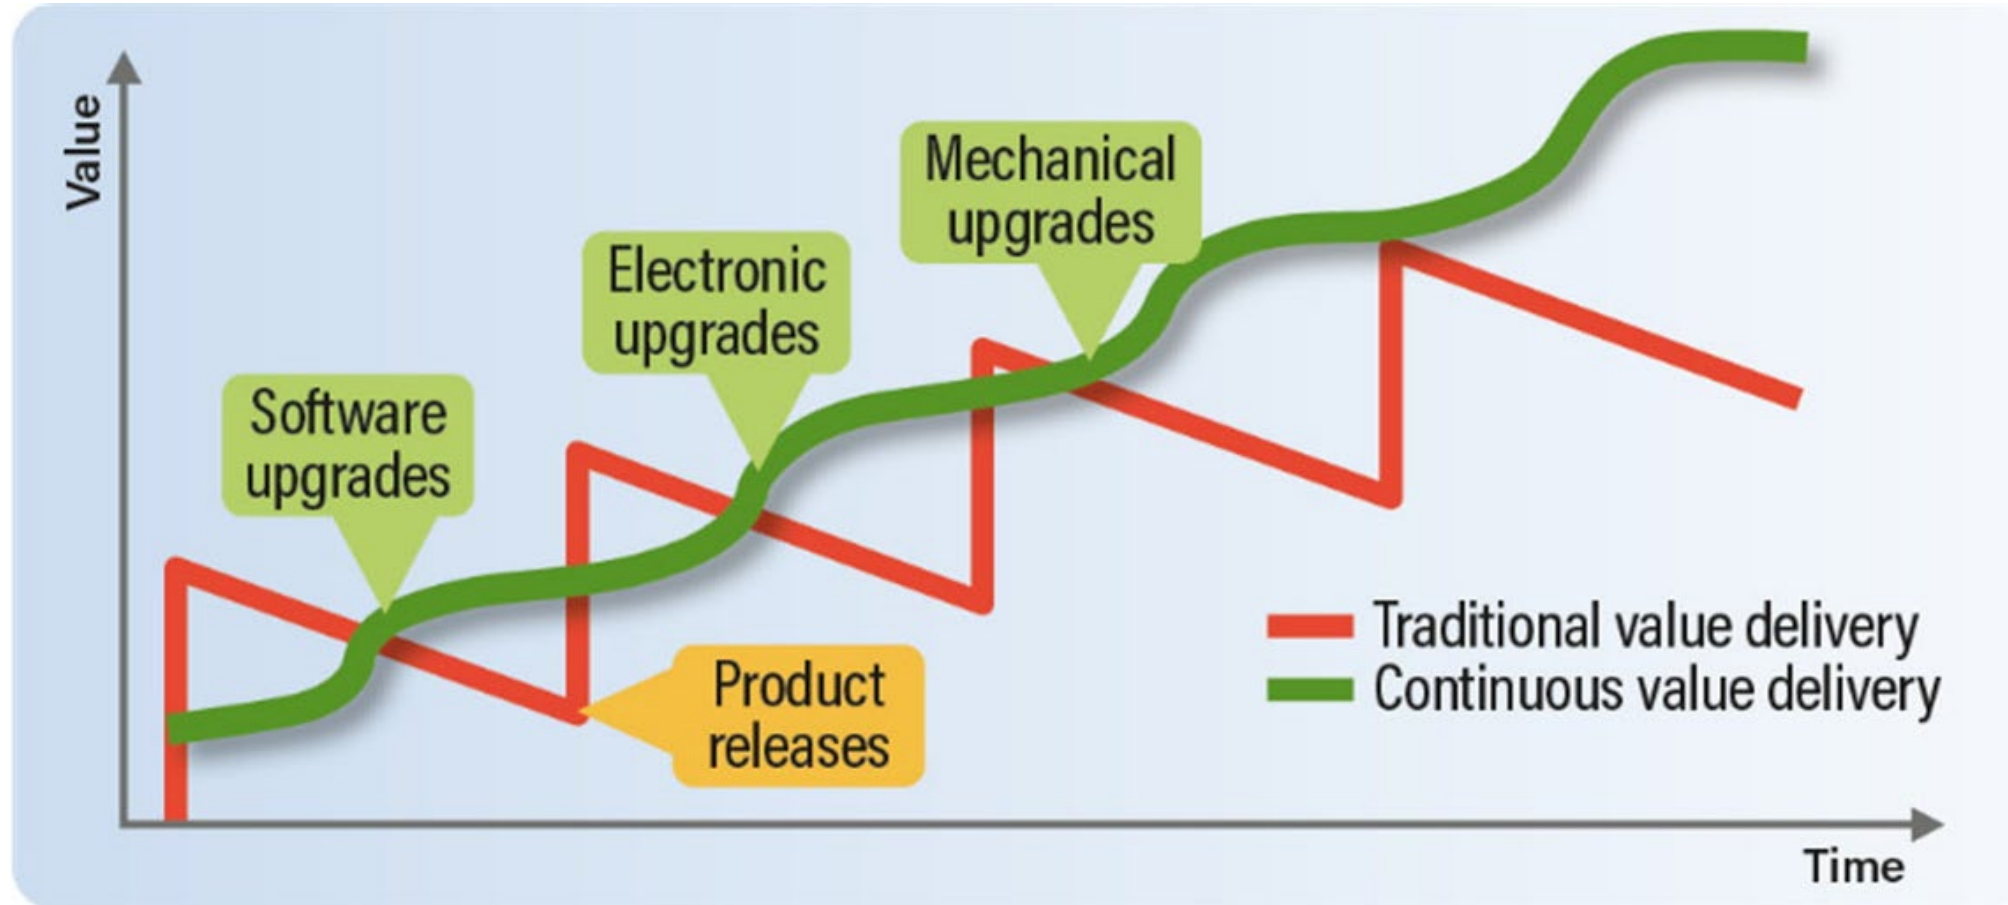 Value
Mechanical
upgrades
Electronic
upgrades
Software
upgrades
Product
releases
Traditional value delivery
Continuous value delivery
Time